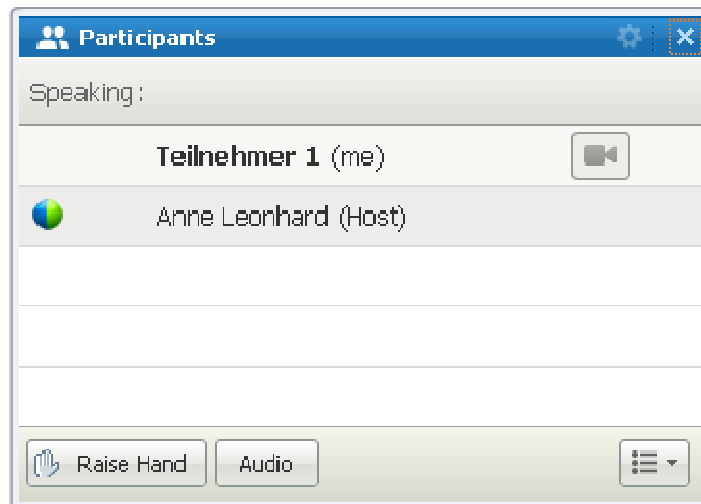 Participants
Speaking:
Teilnehmer 1 (me)
Anne Leonhard (Host)
Raise Hand Audio